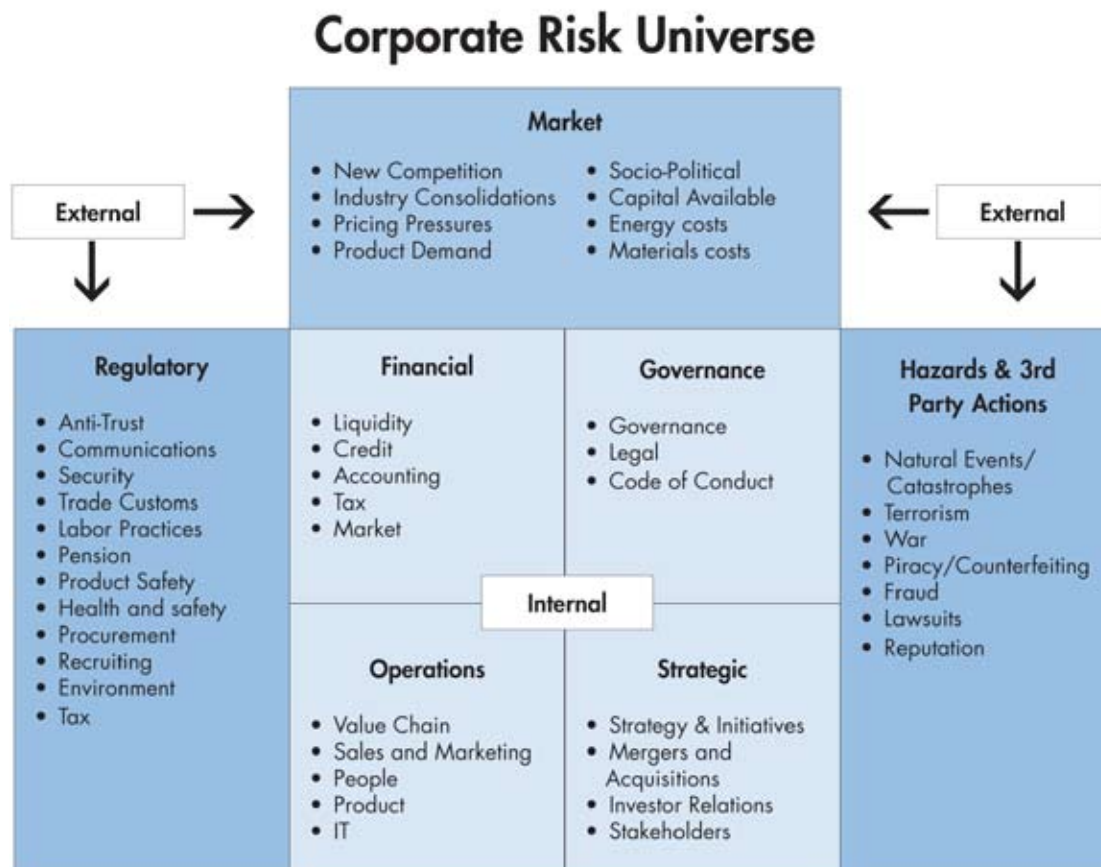 Corporate Risk Universe
Market
• New Competition
• Industry Consolidations
• Pricing Pressures
• Product Demand
• Socio-Political
• Capital Available
• Energy costs
• Materials costs
External
External
Regulatory
• Anti-Trust
• Communications
• Security
• Trade Customs
• Labor Practices
• Pension
• Product Safety
• Health and safety
• Procurement
• Recruiting
• Environment
• Tax
Financial
• Liquidity
• Credit
• Accounting
• Tax
• Market
Governance
• Governance
• Legal
• Code of Conduct
Hazards & 3rd
Party Actions
• Natural Events/
Catastrophes
• Terrorism
• War
• Piracy/Counterfeiting
• Fraud
• Lawsuits
• Reputation
Internal
Operations
• Value Chain
• Sales and Marketing
• People
• Product
• IT
Strategic
• Strategy & Initiatives
• Mergers and
Acquisitions
• Investor Relations
• Stakeholders